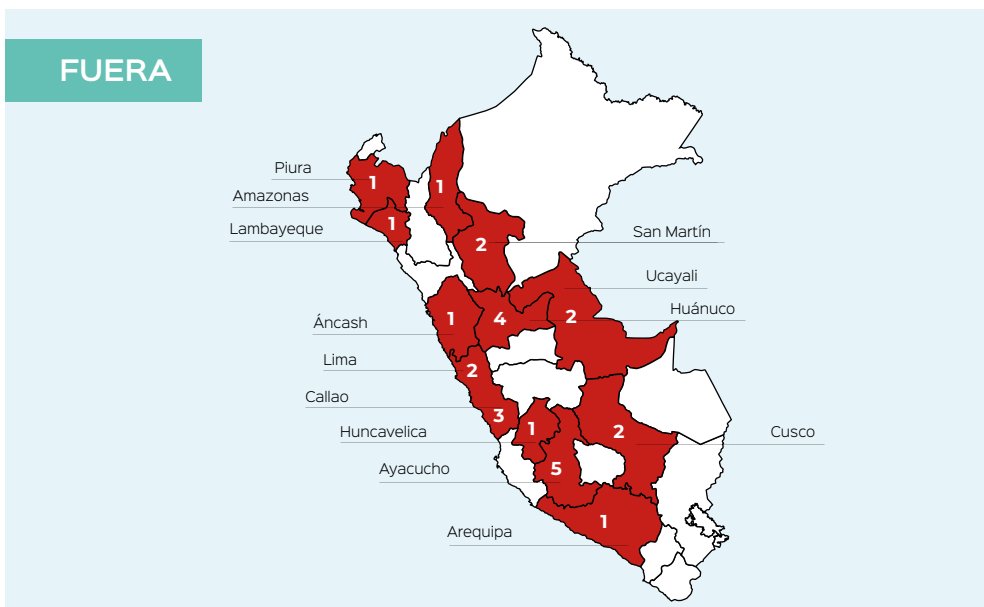 FUERA
Piura
1
Amazonas
1
Lambayeque
1
2
San Martín
Ucayali
2
Huánuco
4
Áncash
1
Lima
2
Callao
3
Huncavelica
1
Cusco
2
Ayacucho
5
Arequipa
1